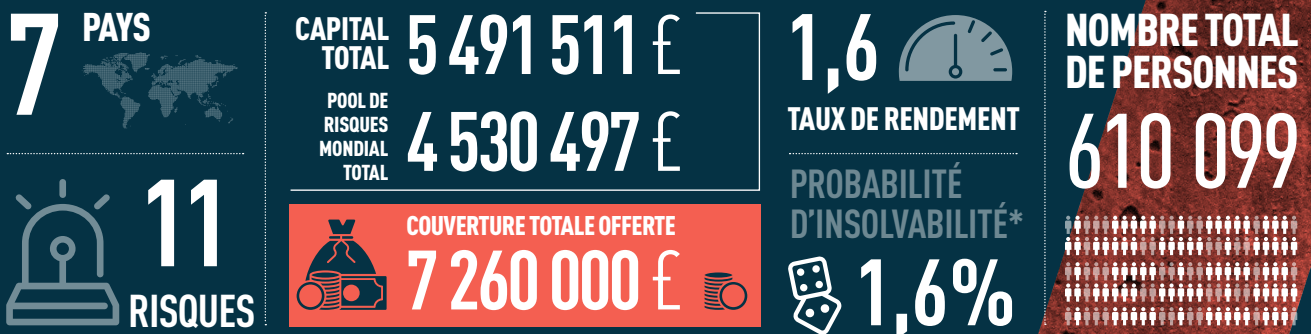 7 PAYS
11
RISQUES
CAPITAL
TOTAL
5 491 511 £
POOL DE
RISQUES
MONDIAL
TOTAL
4 530 497 £
COUVERTURE TOTALE OFFERTE
7 260 000 £
1,6
TAUX DE RENDEMENT
PROBABILITÉ
D'INSOLVABILITÉ*
1,6%
NOMBRE TOTAL
DE PERSONNES
610 099